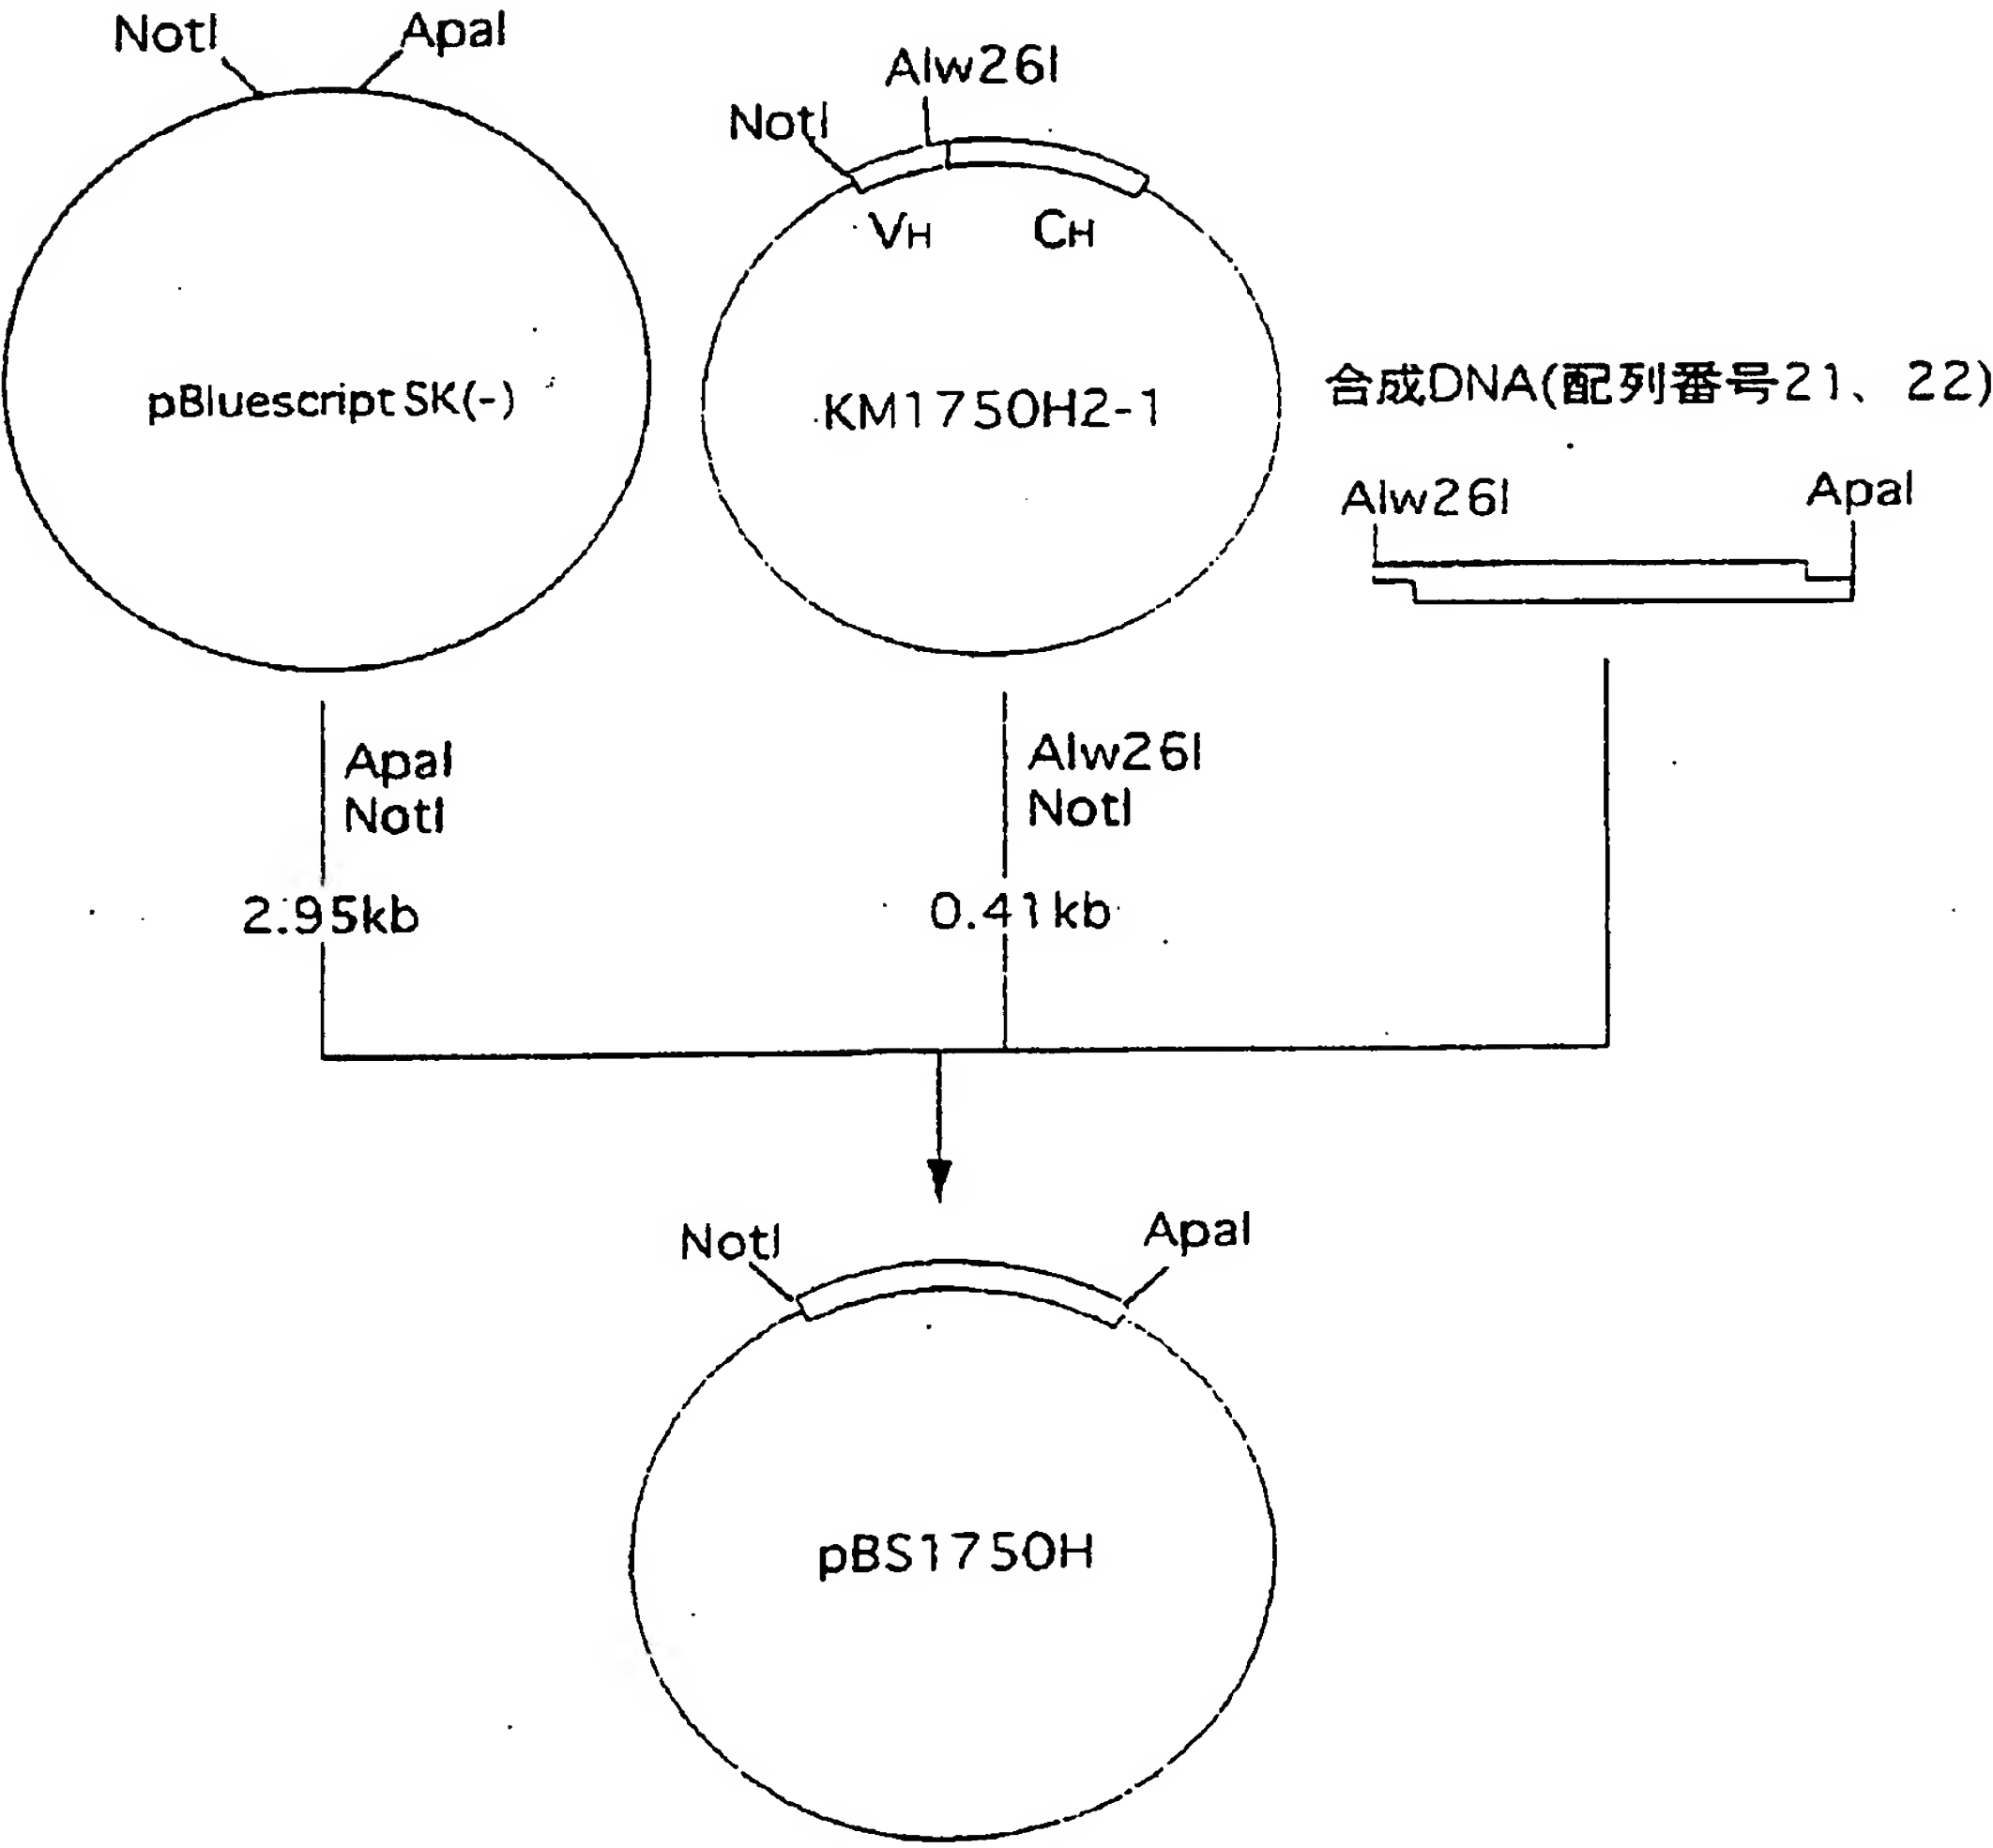 NotI
ApaI
Alw26I
NotI
VH
CH
pBluescript SK(-)
KM1750H2-1
合成DNA(配列番号21、22)
Alw26I
ApaI
ApaI
NotI
2.95kb
Alw26I
NotI
0.41kb
NotI
ApaI
pBS1750H